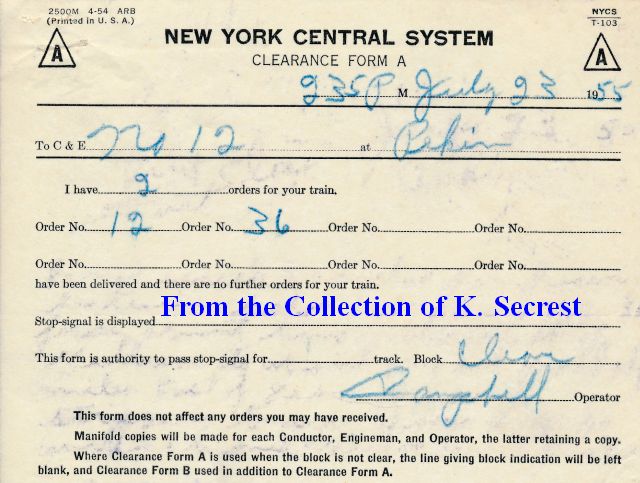 250M 4-54 ARB
(Printed in U. S. A.)
NYCS
T-103
A
A
NEW YORK CENTRAL SYSTEM
CLEARANCE FORM A
235P M July 23 1955
To C & E No 12 at Pekin
I have 2 orders for your train.
Order No. 12 Order No. 36 Order No. Order No.
Order No. Order No. Order No. Order No.
have been delivered and there are no further orders for your train.
From the Collection of K. Secrest
Stop-signal is displayed
This form is authority to pass stop-signal for track. Block Clear
Campbell Operator
This form does not affect any orders you may have received.
Manifold copies will be made for each Conductor, Engineman, and Operator, the latter retaining a copy.
Where Clearance Form A is used when the block is not clear, the line giving block indication will be left
blank, and Clearance Form B used in addition to Clearance Form A.